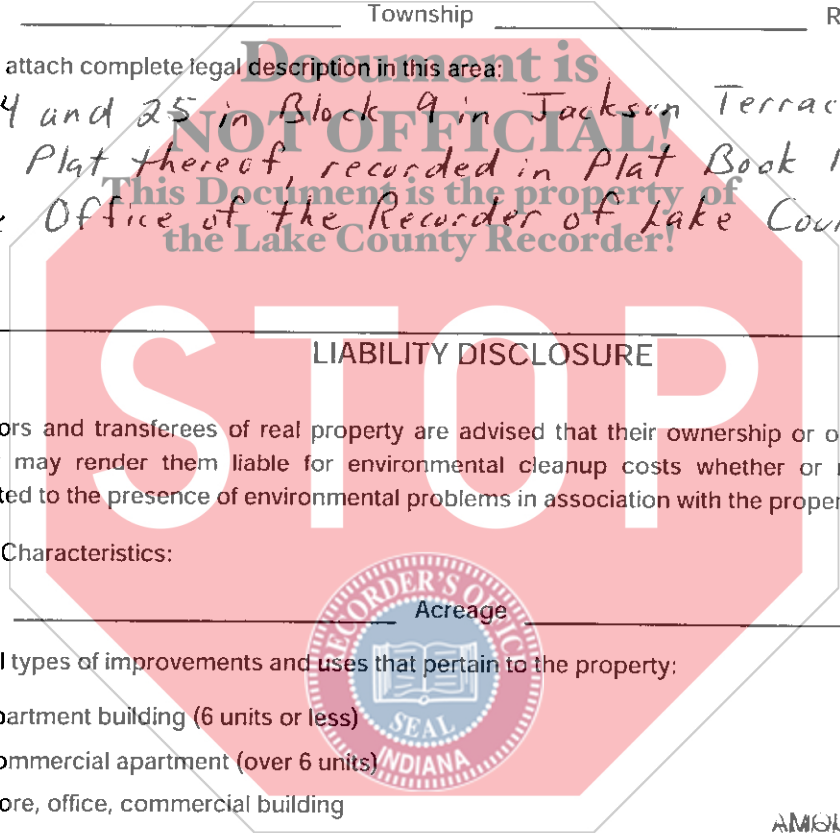 Township R
Document is
attach complete legal description in this area:
4 and 25 in Block 9 in Jackson Terrac
NOT OFFICIAL!
Plat thereof, recorded in Plat Book 1
This Document is the property of
Office of the Recorder of Lake Cou
the Lake County Recorder!
STOP
LIABILITY DISCLOSURE
ors and transferees of real property are advised that their ownership or o
may render them liable for environmental cleanup costs whether or
ted to the presence of environmental problems in association with the proper
Characteristics:
Acreage
l types of improvements and uses that pertain to the property:
partment building (6 units or less)
ommercial apartment (over 6 units)
ore, office, commercial building
RECORDER'S OFFIC
SEAL
INDIANA